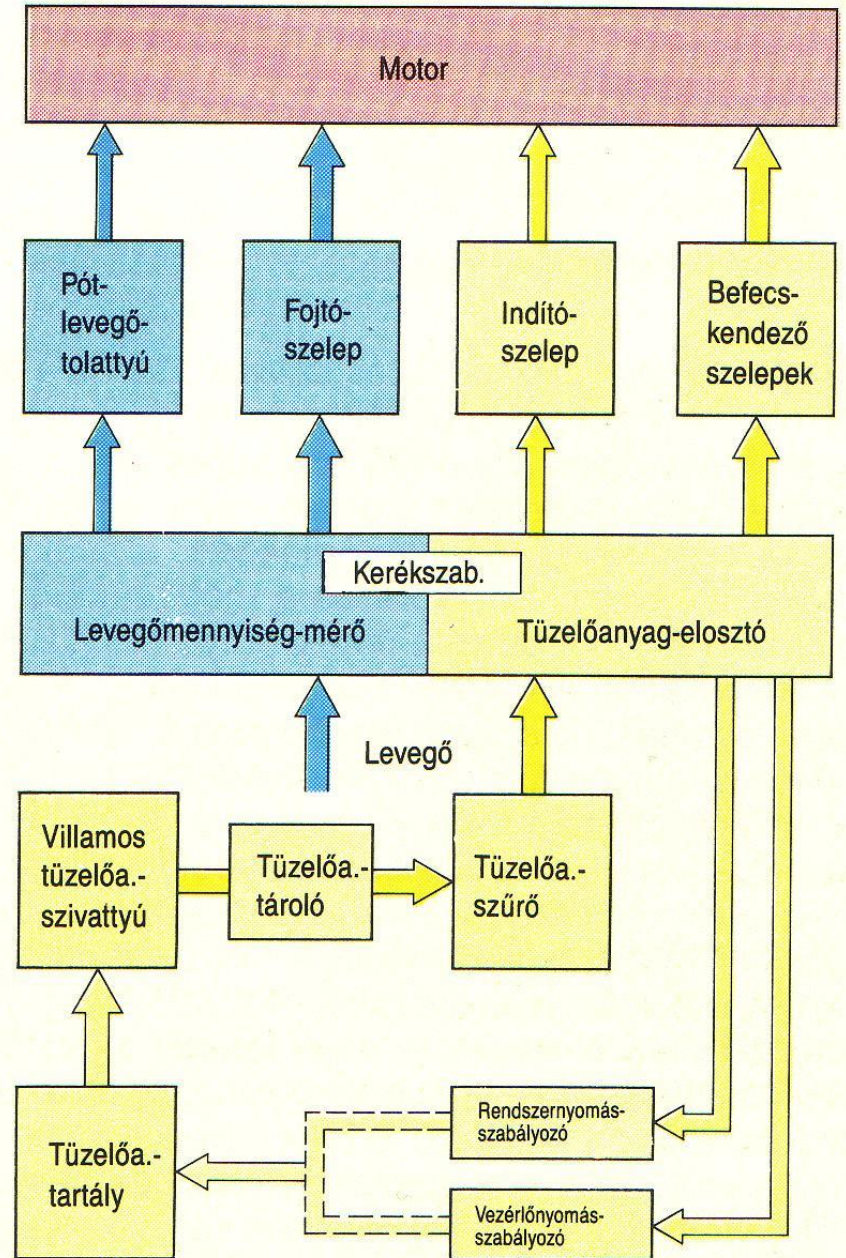 Motor
Pót-
levegő-
tolattyú
Fojtó-
szelep
Indító-
szelep
Befecs-
kendező
szelepek
Kerékszab.
Levegőmennyiség-mérő
Tüzelőanyag-elosztó
Levegő
Villamos
tüzelőa.-
szivattyú
Tüzelőa.-
tároló
Tüzelőa.-
szűrő
Tüzelőa.-
tartály
Rendszernyomás-
szabályozó
Vezérlőnyomás-
szabályozó